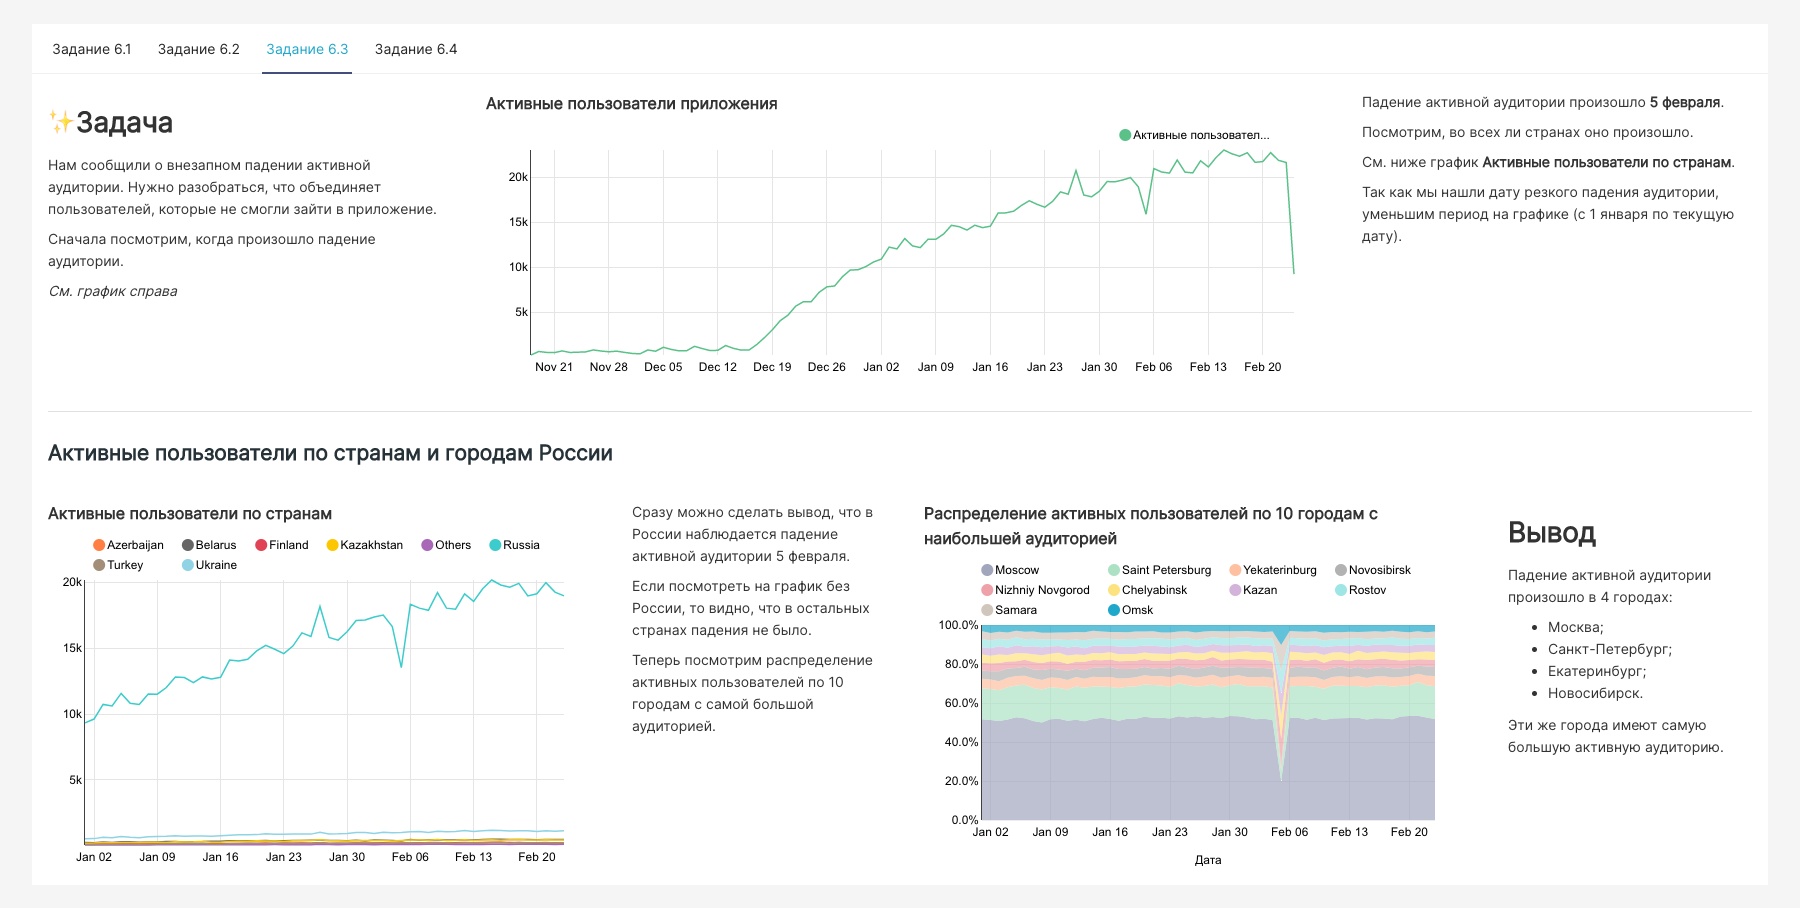 Задание 6.1 Задание 6.2 Задание 6.3 Задание 6.4
✨Задача
Нам сообщили о внезапном падении активной
аудитории. Нужно разобраться, что объединяет
пользователей, которые не смогли зайти в приложение.
Сначала посмотрим, когда произошло падение
аудитории.
См. график справа
Активные пользователи приложения
Активные пользовател...
20k
15k
10k
5k
Nov 21 Nov 28 Dec 05 Dec 12 Dec 19 Dec 26 Jan 02 Jan 09 Jan 16 Jan 23 Jan 30 Feb 06 Feb 13 Feb 20
Падение активной аудитории произошло 5 февраля.
Посмотрим, во всех ли странах оно произошло.
См. ниже график Активные пользователи по странам.
Так как мы нашли дату резкого падения аудитории,
уменьшим период на графике (с 1 января по текущую
дату).
Активные пользователи по странам и городам России
Активные пользователи по странам
Azerbaijan Belarus Finland Kazakhstan Others Russia
Turkey Ukraine
20k
15k
10k
5k
Jan 02 Jan 09 Jan 16 Jan 23 Jan 30 Feb 06 Feb 13 Feb 20
Сразу можно сделать вывод, что в
России наблюдается падение
активной аудитории 5 февраля.
Если посмотреть на график без
России, то видно, что в остальных
странах падения не было.
Теперь посмотрим распределение
активных пользователей по 10
городам с самой большой
аудиторией.
Распределение активных пользователей по 10 городам с
наибольшей аудиторией
Moscow Saint Petersburg Yekaterinburg Novosibirsk
Nizhniy Novgorod Chelyabinsk Kazan Rostov
Samara Omsk
100.0%
80.0%
60.0%
40.0%
20.0%
0.0%
Jan 02 Jan 09 Jan 16 Jan 23 Jan 30 Feb 06 Feb 13 Feb 20
Дата
Вывод
Падение активной аудитории
произошло в 4 городах:
• Москва;
• Санкт-Петербург;
• Екатеринбург;
• Новосибирск.
Эти же города имеют самую
большую активную аудиторию.